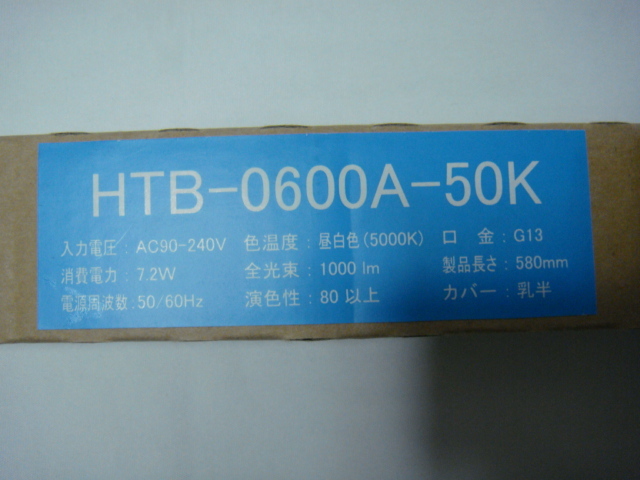 HTB-0600A-50K
入力電圧 : AC90-240V 色温度 : 昼白色(5000K) 口 金 : G13
消費電力 : 7.2W 全光束 : 1000 lm 製品長さ : 580mm
電源周波数 : 50/60Hz 演色性 : 80 以上 カバー : 乳半